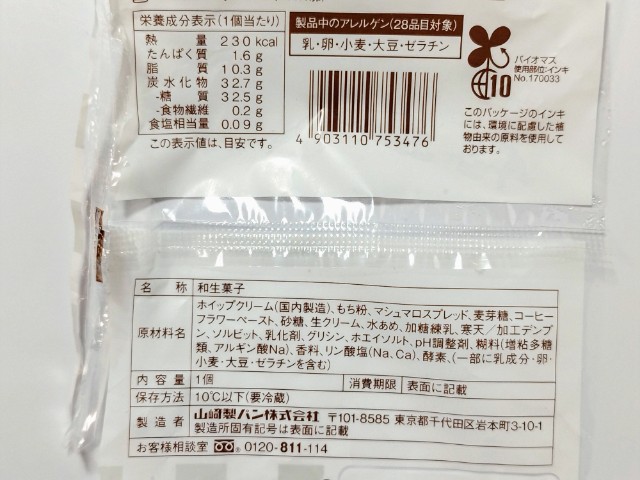 栄養成分表示(1個当たり)
熱量 230 kcal
たんぱく質 1.6 g
脂質 10.3 g
炭水化物 32.7 g
-糖質 32.5 g
-食物繊維 0.2 g
食塩相当量 0.09 g
この表示値は、目安です。
製品中のアレルゲン(28品目対象)
乳・卵・小麦・大豆・ゼラチン
4 903110 753476
10
バイオマス
使用部位:インキ
No.170033
このパッケージのインキ
には、環境に配慮した植
物由来の原料を使用して
おります。
名称 和生菓子
原材料名
ホイップクリーム(国内製造)、もち粉、マシュマロスプレッド、麦芽糖、コーヒー
フラワーペースト、砂糖、生クリーム、水あめ、加糖練乳、寒天/加工デンプ
ン、ソルビット、乳化剤、グリシン、ホエイソルト、pH調整剤、糊料(増粘多糖
類、アルギン酸Na)、香料、リン酸塩(Na、Ca)、酵素、(一部に乳成分・卵・
小麦・大豆・ゼラチンを含む)
内容量 1個 消費期限 表面に記載
保存方法 10℃以下(要冷蔵)
製造者 山崎製パン株式会社 〒101-8585 東京都千代田区岩本町3-10-1
製造所固有記号は表面に記載
お客様相談室 0120-811-114